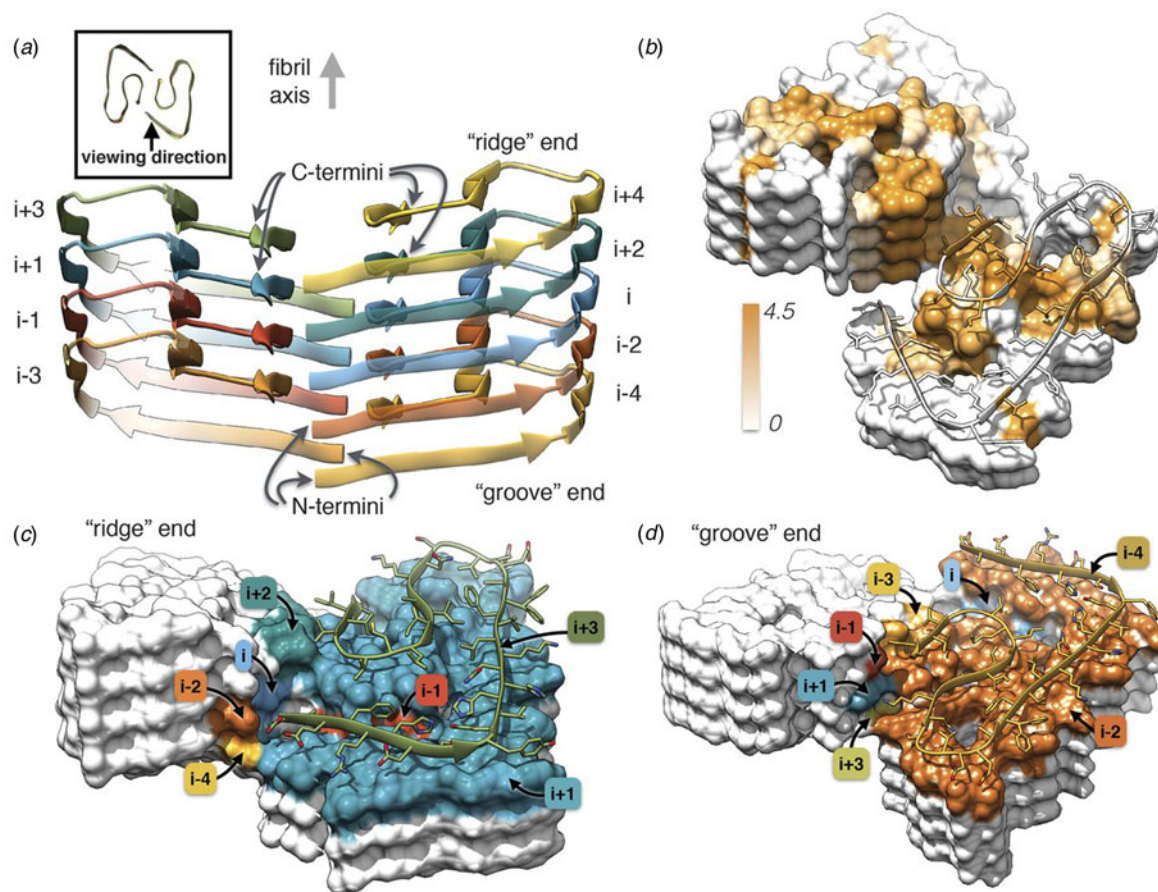 (a)
viewing direction
fibril
axis
"ridge" end
C-termini
i+3
i+1
i-1
i-3
i+4
i+2
i
i-2
i-4
N-termini
"groove" end
(b)
4.5
0
(c)
"ridge" end
i+2
i
i-2
i-4
i-1
i+3
i+1
(d)
"groove" end
i-4
i
i-3
i-1
i+1
i+3
i-2